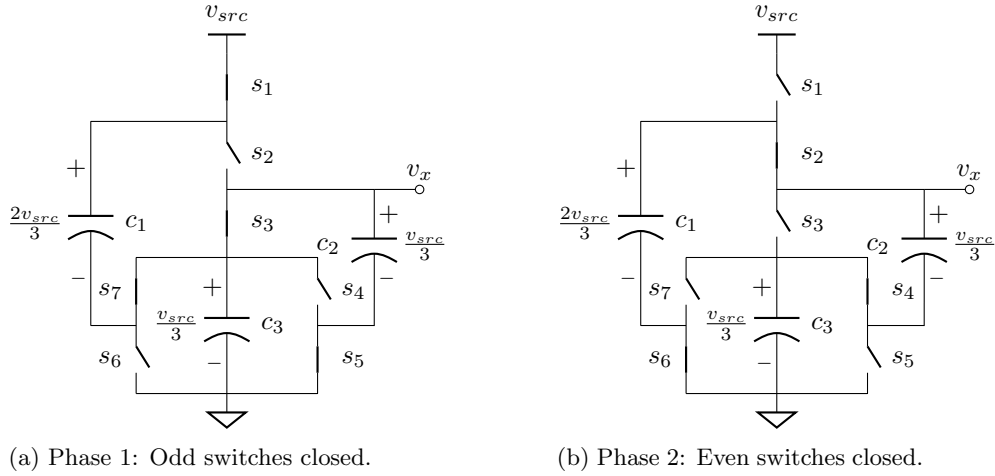 v_src v_src
s_1 s_1
s_2 s_2
v_x v_x
+ + + +
2v_src/3 c_1 s_3 c_2 v_src/3 2v_src/3 c_1 s_3 c_2 v_src/3
− − − −
s_7 + s_4 s_7 + s_4
v_src/3 c_3 v_src/3 c_3
s_6 − s_5 s_6 − s_5
(a) Phase 1: Odd switches closed. (b) Phase 2: Even switches closed.